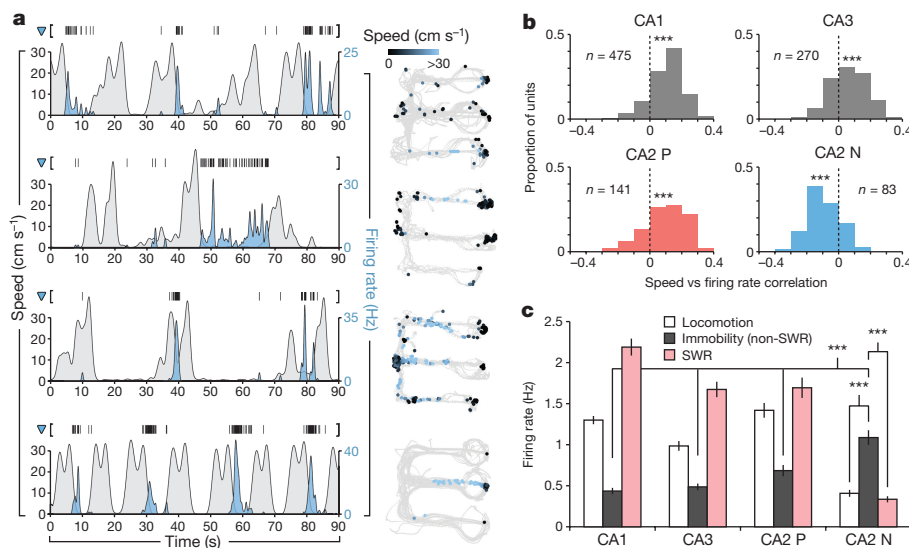 a
Speed (cm s⁻¹)
0 >30
30
20
10
0
25
0
0 10 20 30 40 50 60 70 80 90
30
20
10
0
30
0
0 10 20 30 40 50 60 70 80 90
30
20
10
0
35
0
0 10 20 30 40 50 60 70 80 90
30
20
10
0
40
0
0 10 20 30 40 50 60 70 80 90
Speed (cm s⁻¹)
Firing rate (Hz)
Time (s)
b
CA1
n = 475
***
0.5
0
−0.4 0 0.4
CA3
n = 270
***
0.5
0
−0.4 0 0.4
CA2 P
n = 141
***
0.5
0
−0.4 0 0.4
CA2 N
n = 83
***
0.5
0
−0.4 0 0.4
Proportion of units
Speed vs firing rate correlation
c
Locomotion
Immobility (non-SWR)
SWR
***
***
***
2.5
2
1.5
1
0.5
0
Firing rate (Hz)
CA1 CA3 CA2 P CA2 N